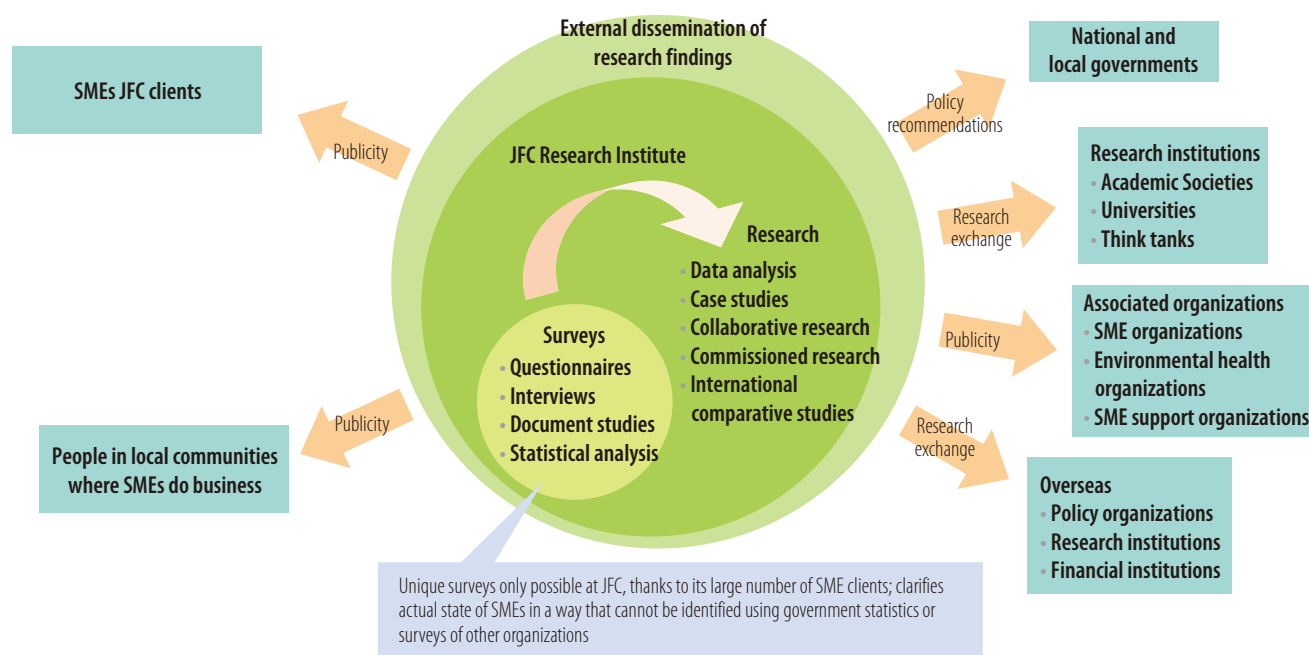 External dissemination of
research findings
SMEs JFC clients
Publicity
People in local communities
where SMEs do business
Publicity
JFC Research Institute
Surveys
• Questionnaires
• Interviews
• Document studies
• Statistical analysis
Research
• Data analysis
• Case studies
• Collaborative research
• Commissioned research
• International
comparative studies
Unique surveys only possible at JFC, thanks to its large number of SME clients; clarifies
actual state of SMEs in a way that cannot be identified using government statistics or
surveys of other organizations
Policy
recommendations
National and
local governments
Research
exchange
Research institutions
• Academic Societies
• Universities
• Think tanks
Publicity
Associated organizations
• SME organizations
• Environmental health
organizations
• SME support organizations
Research
exchange
Overseas
• Policy organizations
• Research institutions
• Financial institutions